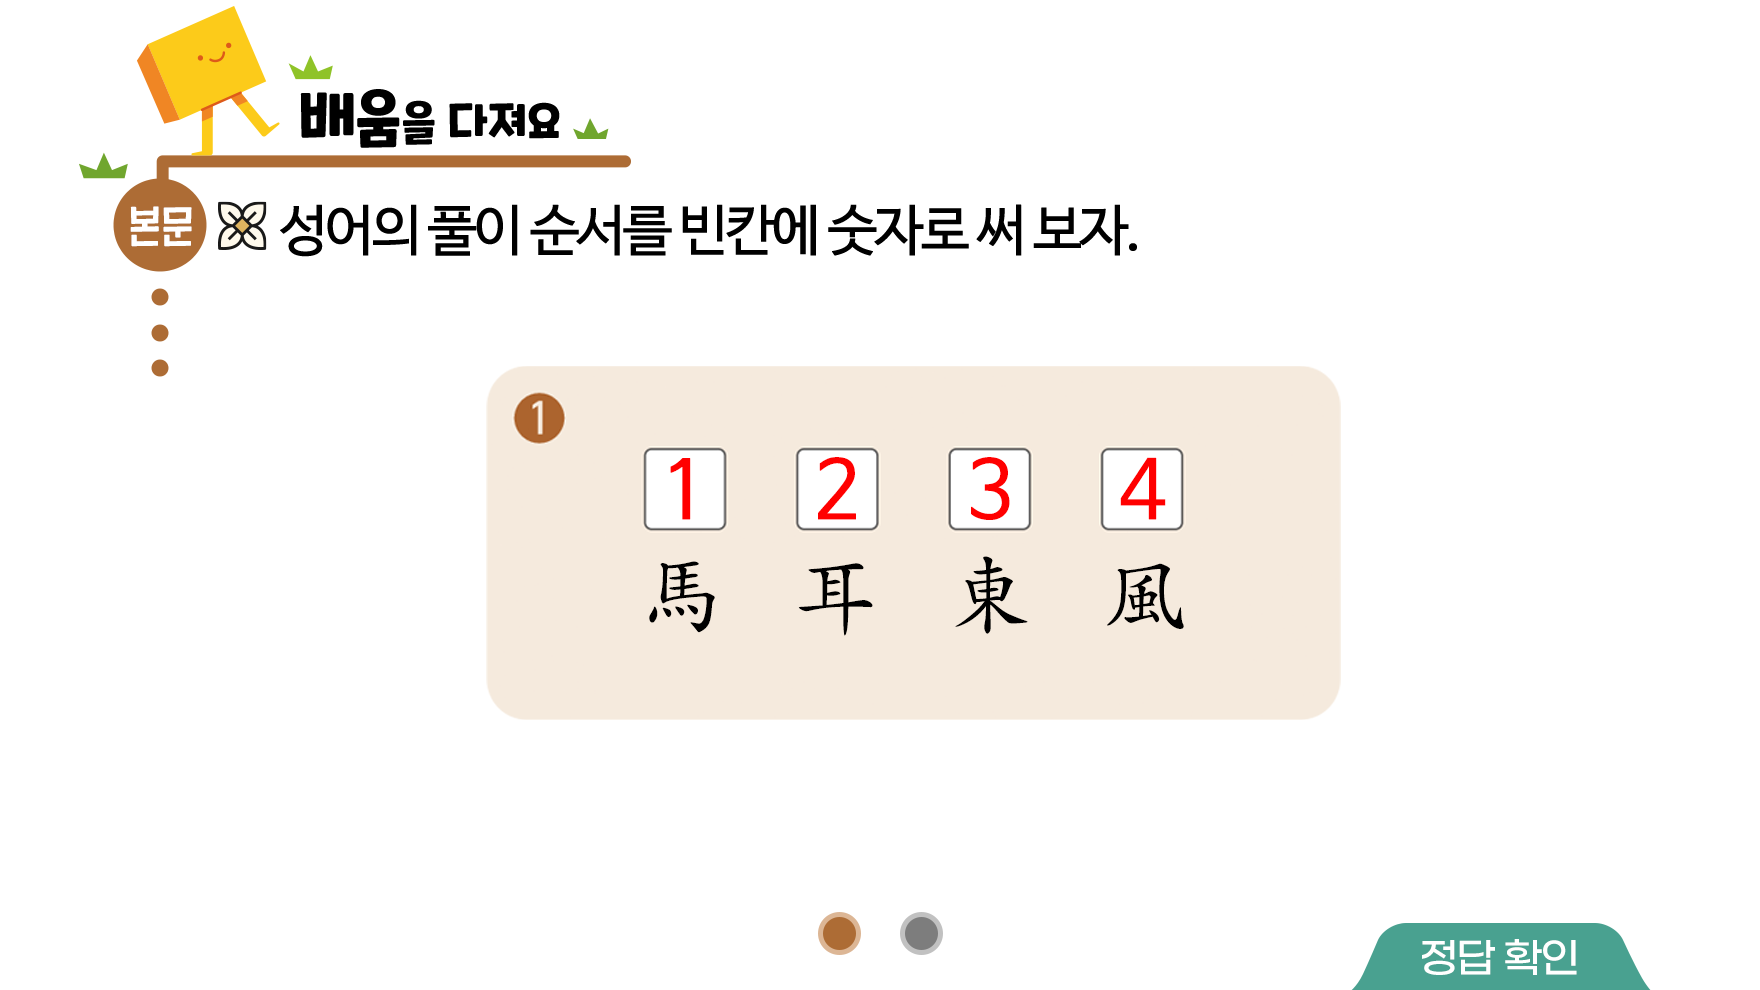 배움을 다져요
본문 성어의 풀이 순서를 빈칸에 숫자로 써 보자.
1
1 2 3 4
馬 耳 東 風
정답 확인